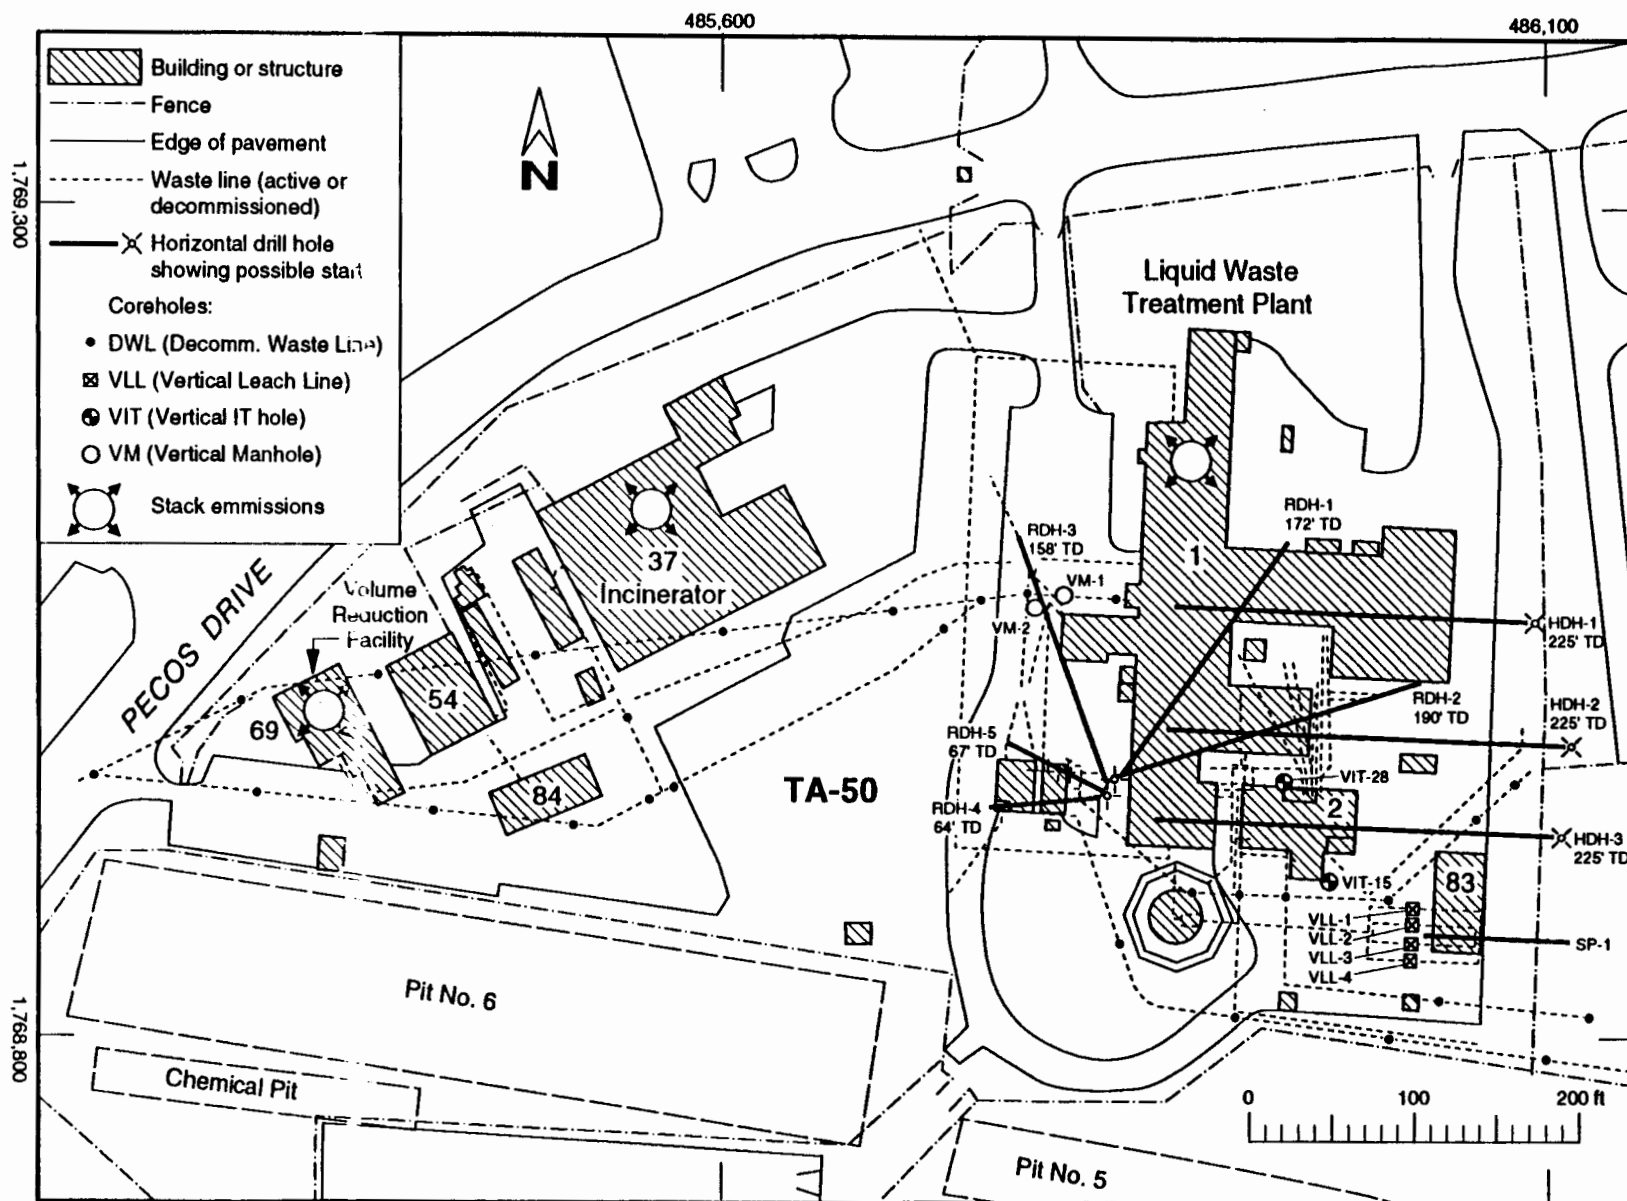 485,600
486,100
1,769,300
1,768,800
Building or structure
Fence
Edge of pavement
Waste line (active or
decommissioned)
Horizontal drill hole
showing possible start
Coreholes:
DWL (Decomm. Waste Line)
VLL (Vertical Leach Line)
VIT (Vertical IT hole)
VM (Vertical Manhole)
Stack emmissions
N
Liquid Waste
Treatment Plant
PECOS DRIVE
Volume
Reduction
Facility
69
54
37
Incinerator
84
TA-50
1
2
83
RDH-1
172' TD
RDH-3
158' TD
VM-1
VM-2
HDH-1
225' TD
RDH-2
190' TD
HDH-2
225' TD
RDH-5
67' TD
RDH-4
64' TD
VIT-28
HDH-3
225' TD
VIT-15
VLL-1
VLL-2
VLL-3
VLL-4
SP-1
Pit No. 6
Chemical Pit
Pit No. 5
0 100 200 ft